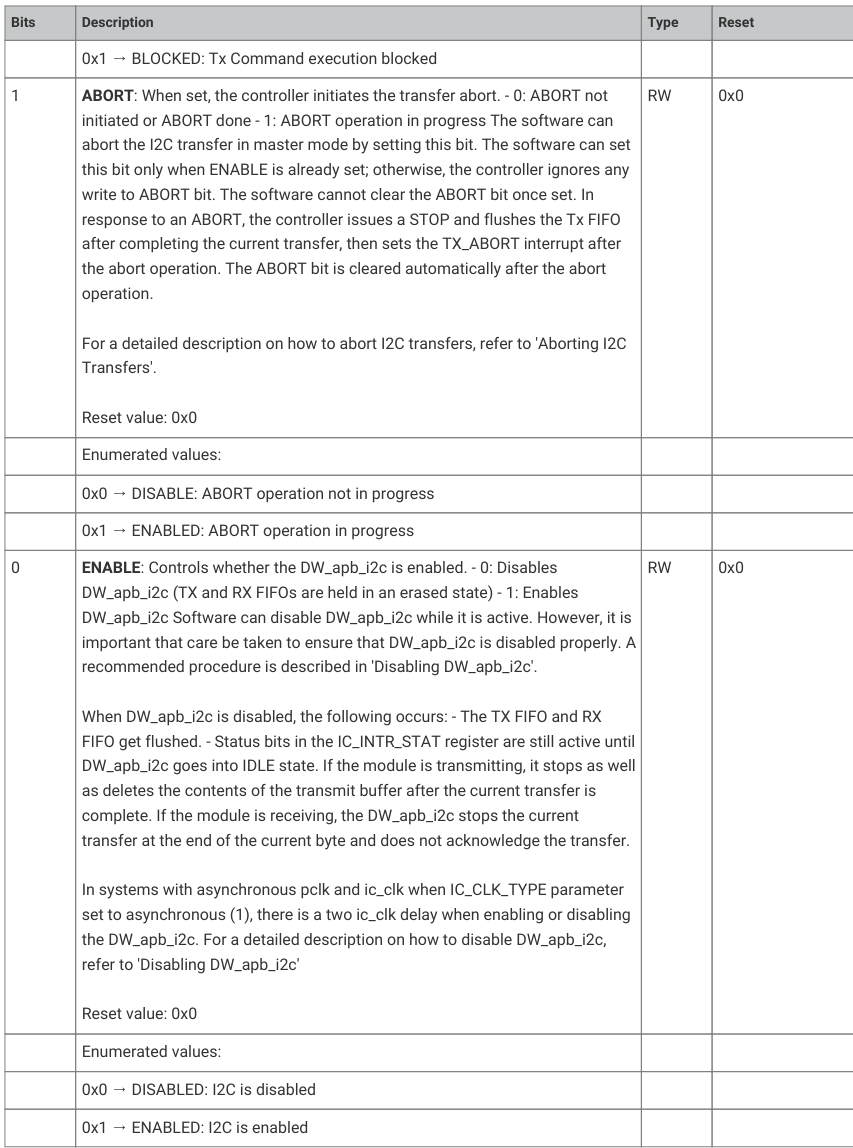 Bits Description Type Reset
0x1 → BLOCKED: Tx Command execution blocked
1 ABORT: When set, the controller initiates the transfer abort. - 0: ABORT not RW 0x0
initiated or ABORT done - 1: ABORT operation in progress The software can
abort the I2C transfer in master mode by setting this bit. The software can set
this bit only when ENABLE is already set; otherwise, the controller ignores any
write to ABORT bit. The software cannot clear the ABORT bit once set. In
response to an ABORT, the controller issues a STOP and flushes the Tx FIFO
after completing the current transfer, then sets the TX_ABORT interrupt after
the abort operation. The ABORT bit is cleared automatically after the abort
operation.
For a detailed description on how to abort I2C transfers, refer to 'Aborting I2C
Transfers'.
Reset value: 0x0
Enumerated values:
0x0 → DISABLE: ABORT operation not in progress
0x1 → ENABLED: ABORT operation in progress
0 ENABLE: Controls whether the DW_apb_i2c is enabled. - 0: Disables RW 0x0
DW_apb_i2c (TX and RX FIFOs are held in an erased state) - 1: Enables
DW_apb_i2c Software can disable DW_apb_i2c while it is active. However, it is
important that care be taken to ensure that DW_apb_i2c is disabled properly. A
recommended procedure is described in 'Disabling DW_apb_i2c'.
When DW_apb_i2c is disabled, the following occurs: - The TX FIFO and RX
FIFO get flushed. - Status bits in the IC_INTR_STAT register are still active until
DW_apb_i2c goes into IDLE state. If the module is transmitting, it stops as well
as deletes the contents of the transmit buffer after the current transfer is
complete. If the module is receiving, the DW_apb_i2c stops the current
transfer at the end of the current byte and does not acknowledge the transfer.
In systems with asynchronous pclk and ic_clk when IC_CLK_TYPE parameter
set to asynchronous (1), there is a two ic_clk delay when enabling or disabling
the DW_apb_i2c. For a detailed description on how to disable DW_apb_i2c,
refer to 'Disabling DW_apb_i2c'
Reset value: 0x0
Enumerated values:
0x0 → DISABLED: I2C is disabled
0x1 → ENABLED: I2C is enabled